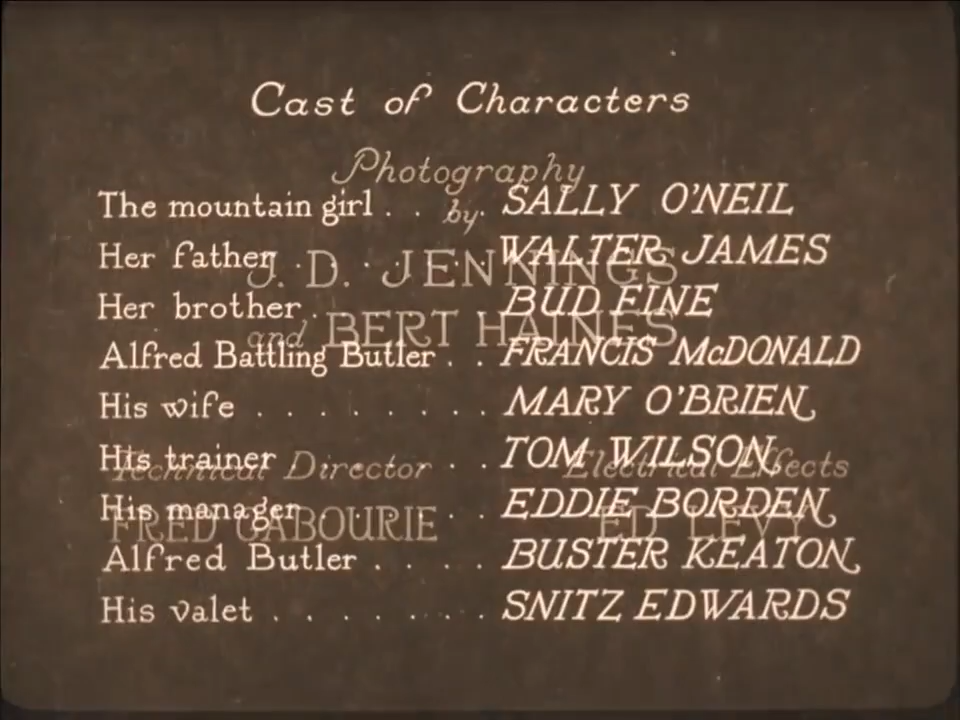 Cast of Characters
The mountain girl . . . SALLY O'NEIL
Her father . . . . . WALTER JAMES
Her brother . . . . BUD FINE
Alfred Battling Butler . . FRANCIS McDONALD
His wife . . . . . . . . MARY O'BRIEN
His trainer . . TOM WILSON
His manager . . EDDIE BORDEN
Alfred Butler . . . . BUSTER KEATON
His valet . . . . . . . SNITZ EDWARDS
Photography
by
J. D. JENNINGS
and BERT HAINES
Technical Director
FRED GABOURIE
Electrical Effects
ED LEVY